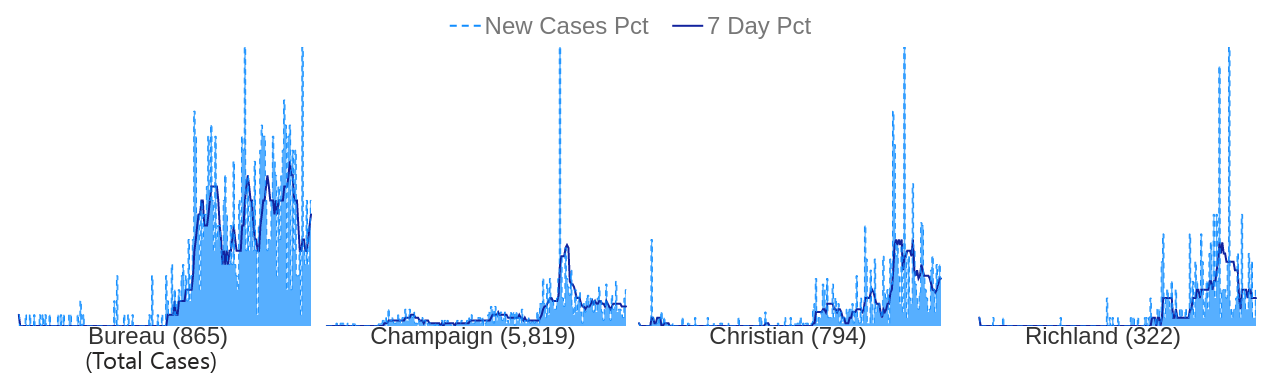 New Cases Pct 7 Day Pct
Bureau (865) Champaign (5,819) Christian (794) Richland (322)
(Total Cases)